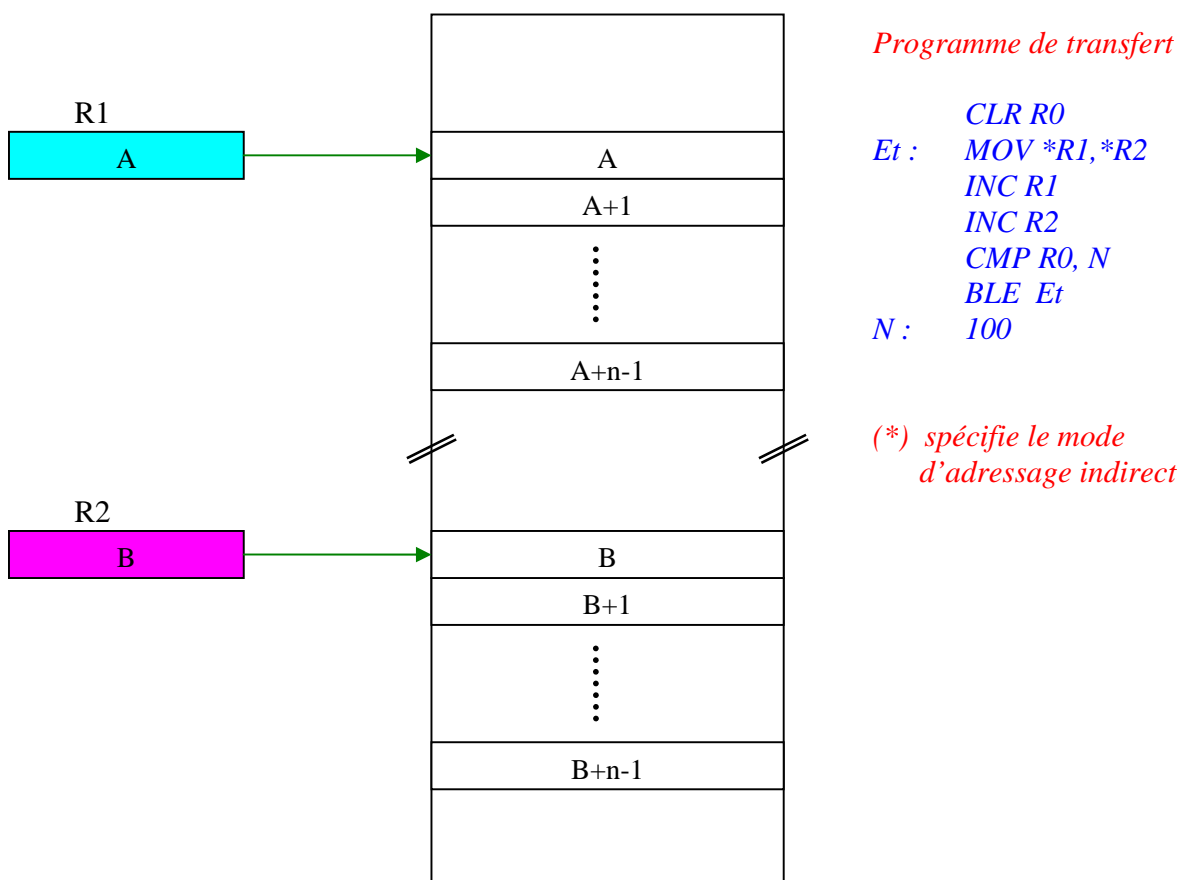 R1
A
R2
B
A
A+1
A+n-1
B
B+1
B+n-1
Programme de transfert
CLR R0
Et : MOV *R1,*R2
INC R1
INC R2
CMP R0, N
BLE Et
N : 100
(*) spécifie le mode
d’adressage indirect